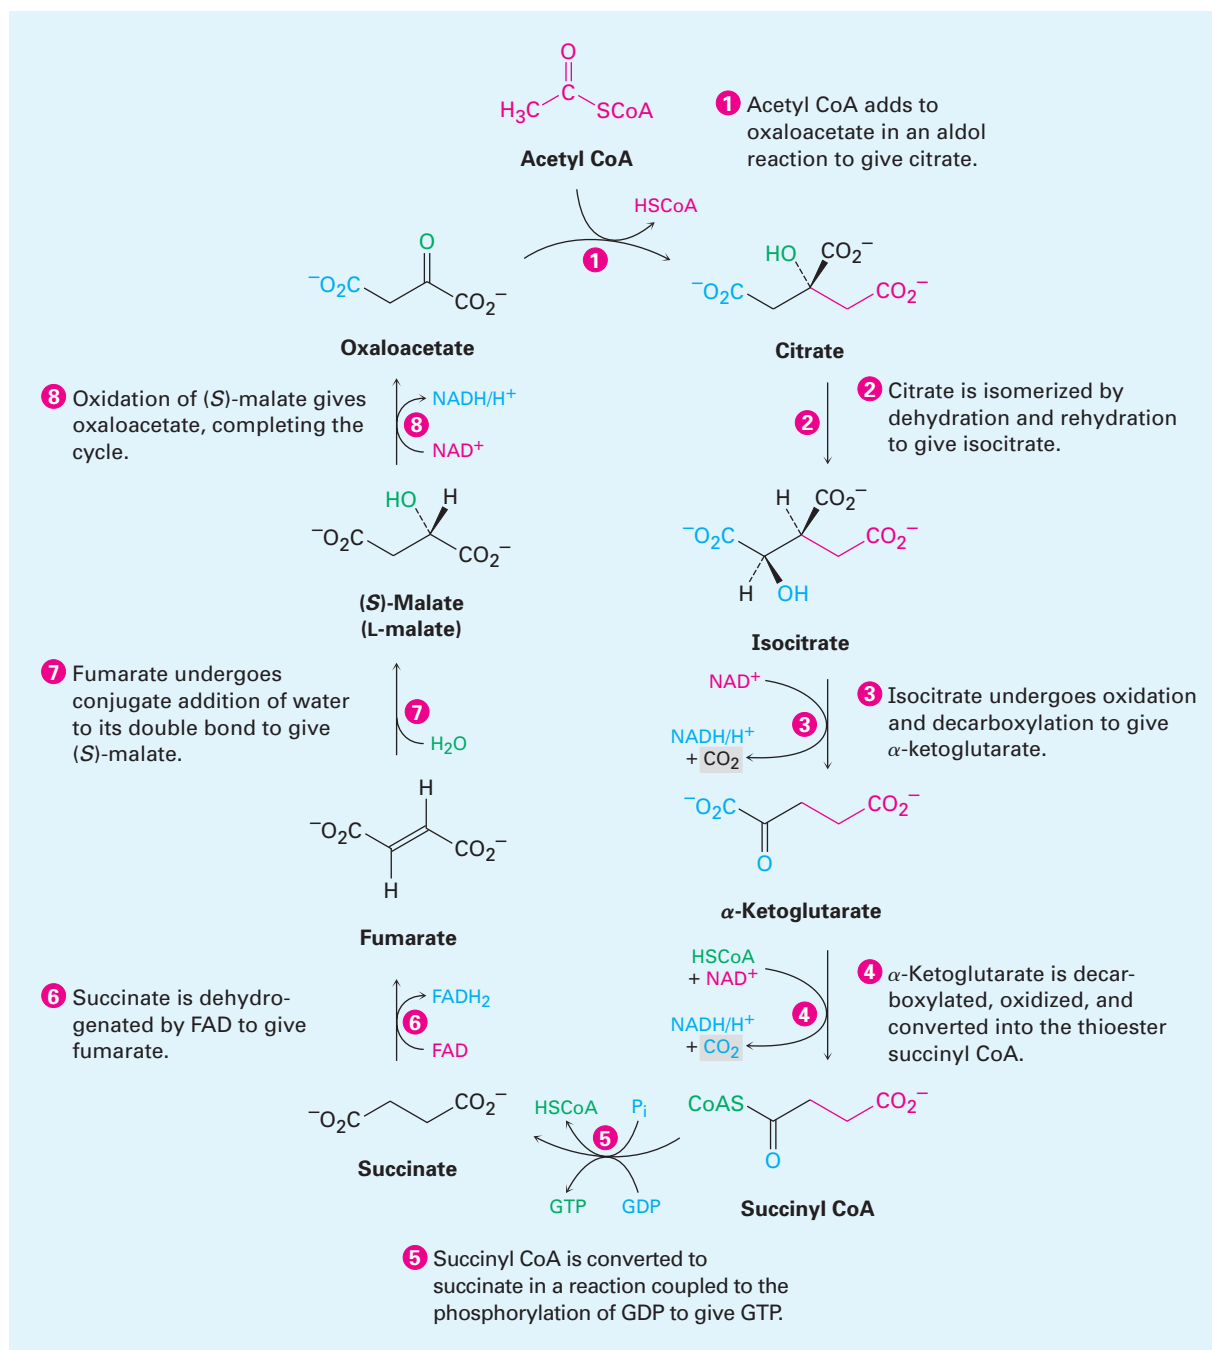 O
C
H₃C SCoA
Acetyl CoA
1 Acetyl CoA adds to
oxaloacetate in an aldol
reaction to give citrate.
HSCoA
1
O
⁻O₂C CO₂⁻
Oxaloacetate
HO CO₂⁻
⁻O₂C CO₂⁻
Citrate
8 Oxidation of (S)-malate gives
oxaloacetate, completing the
cycle.
NADH/H⁺
8
NAD⁺
2
2 Citrate is isomerized by
dehydration and rehydration
to give isocitrate.
HO H
⁻O₂C CO₂⁻
(S)-Malate
(L-malate)
H CO₂⁻
⁻O₂C CO₂⁻
H OH
Isocitrate
7 Fumarate undergoes
conjugate addition of water
to its double bond to give
(S)-malate.
7
H₂O
NAD⁺
3
NADH/H⁺
+ CO₂
3 Isocitrate undergoes oxidation
and decarboxylation to give
α-ketoglutarate.
H
⁻O₂C CO₂⁻
H
Fumarate
⁻O₂C CO₂⁻
O
α-Ketoglutarate
6 Succinate is dehydro-
genated by FAD to give
fumarate.
FADH₂
6
FAD
HSCoA
+ NAD⁺
4
NADH/H⁺
+ CO₂
4 α-Ketoglutarate is decar-
boxylated, oxidized, and
converted into the thioester
succinyl CoA.
⁻O₂C CO₂⁻
Succinate
HSCoA Pᵢ
5
GTP GDP
CoAS CO₂⁻
O
Succinyl CoA
5 Succinyl CoA is converted to
succinate in a reaction coupled to the
phosphorylation of GDP to give GTP.